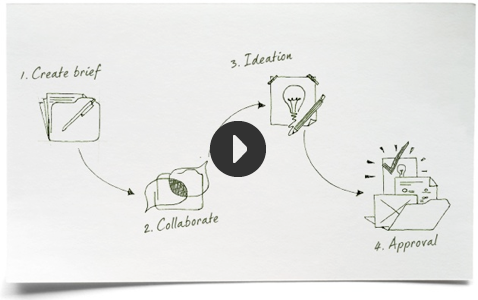 1. Create brief
2. Collaborate
3. Ideation
4. Approval